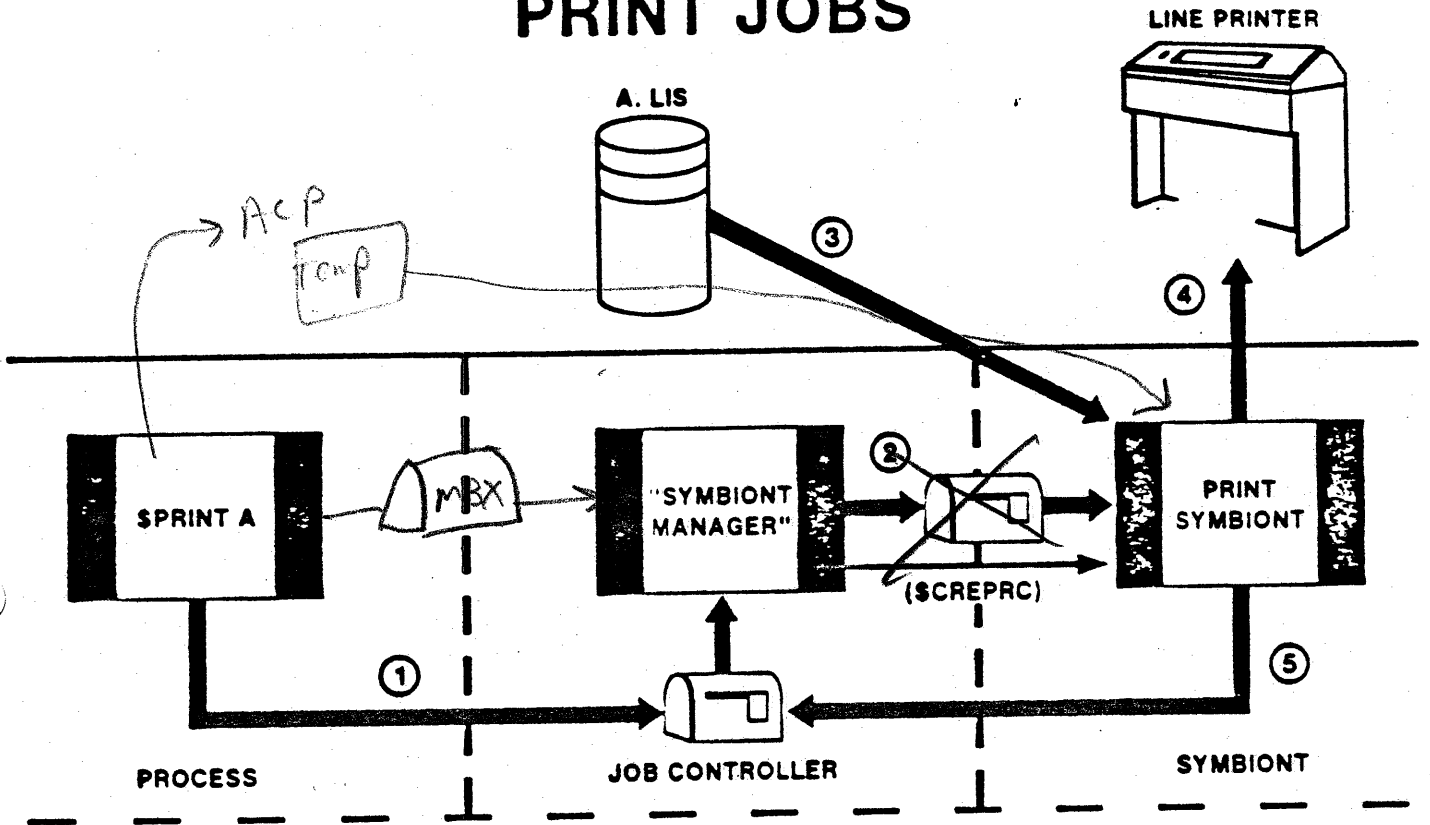 PRINT JOBS
LINE PRINTER
A. LIS
ACP
Temp
3
4
$PRINT A
MBX
"SYMBIONT
MANAGER"
2
PRINT
SYMBIONT
($CREPRC)
1
5
PROCESS
JOB CONTROLLER
SYMBIONT